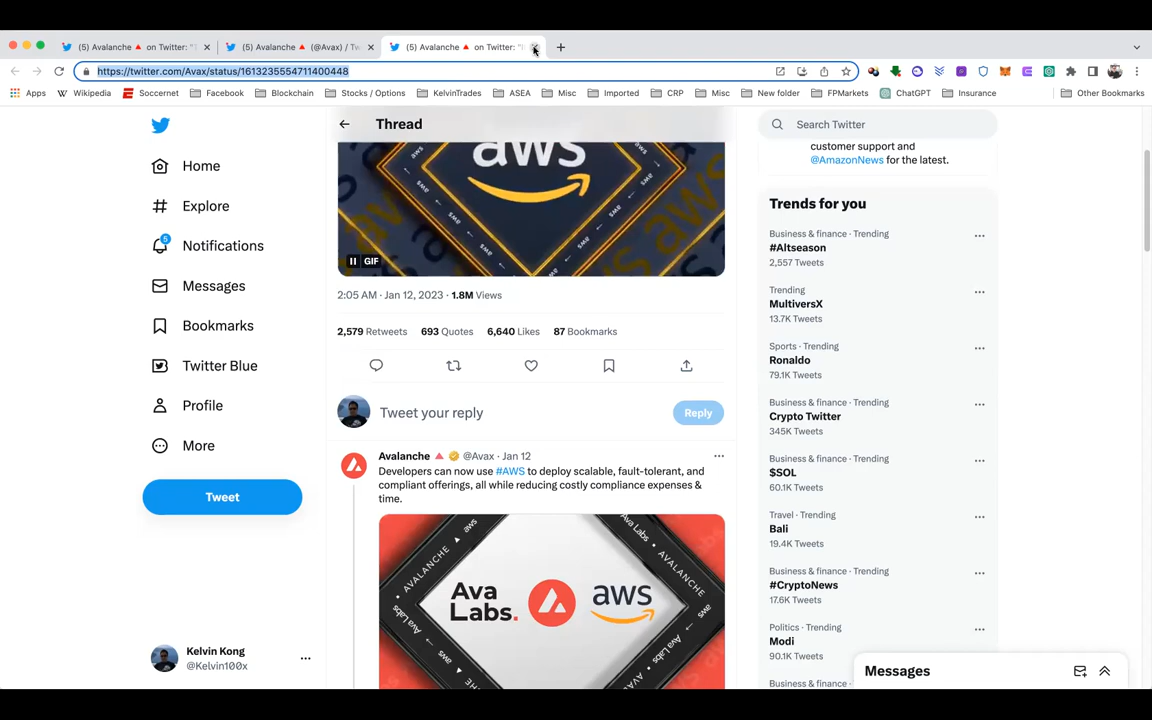 (5) Avalanche 🔺 on Twitter: "
(5) Avalanche 🔺 (@Avax) / Tw
(5) Avalanche 🔺 on Twitter: "I
https://twitter.com/Avax/status/1613235554711400448
Apps
Wikipedia
Soccernet
Facebook
Blockchain
Stocks / Options
KelvinTrades
ASEA
Misc
Imported
CRP
Misc
New folder
FPMarkets
ChatGPT
Insurance
Other Bookmarks
Home
Explore
5
Notifications
Messages
Bookmarks
Twitter Blue
Profile
More
Tweet
Kelvin Kong
@Kelvin100x
Thread
aws
GIF
2:05 AM · Jan 12, 2023 · 1.8M Views
2,579 Retweets 693 Quotes 6,640 Likes 87 Bookmarks
Tweet your reply
Reply
Avalanche 🔺 @Avax · Jan 12
Developers can now use #AWS to deploy scalable, fault-tolerant, and
compliant offerings, all while reducing costly compliance expenses &
time.
Ava
Labs.
aws
Search Twitter
customer support and
@AmazonNews for the latest.
Trends for you
Business & finance · Trending
#Altseason
2,557 Tweets
Trending
MultiversX
13.7K Tweets
Sports · Trending
Ronaldo
79.1K Tweets
Business & finance · Trending
Crypto Twitter
345K Tweets
Business & finance · Trending
$SOL
60.1K Tweets
Travel · Trending
Bali
19.4K Tweets
Business & finance · Trending
#CryptoNews
17.6K Tweets
Politics · Trending
Modi
90.1K Tweets
Business & finance · Trending
Messages